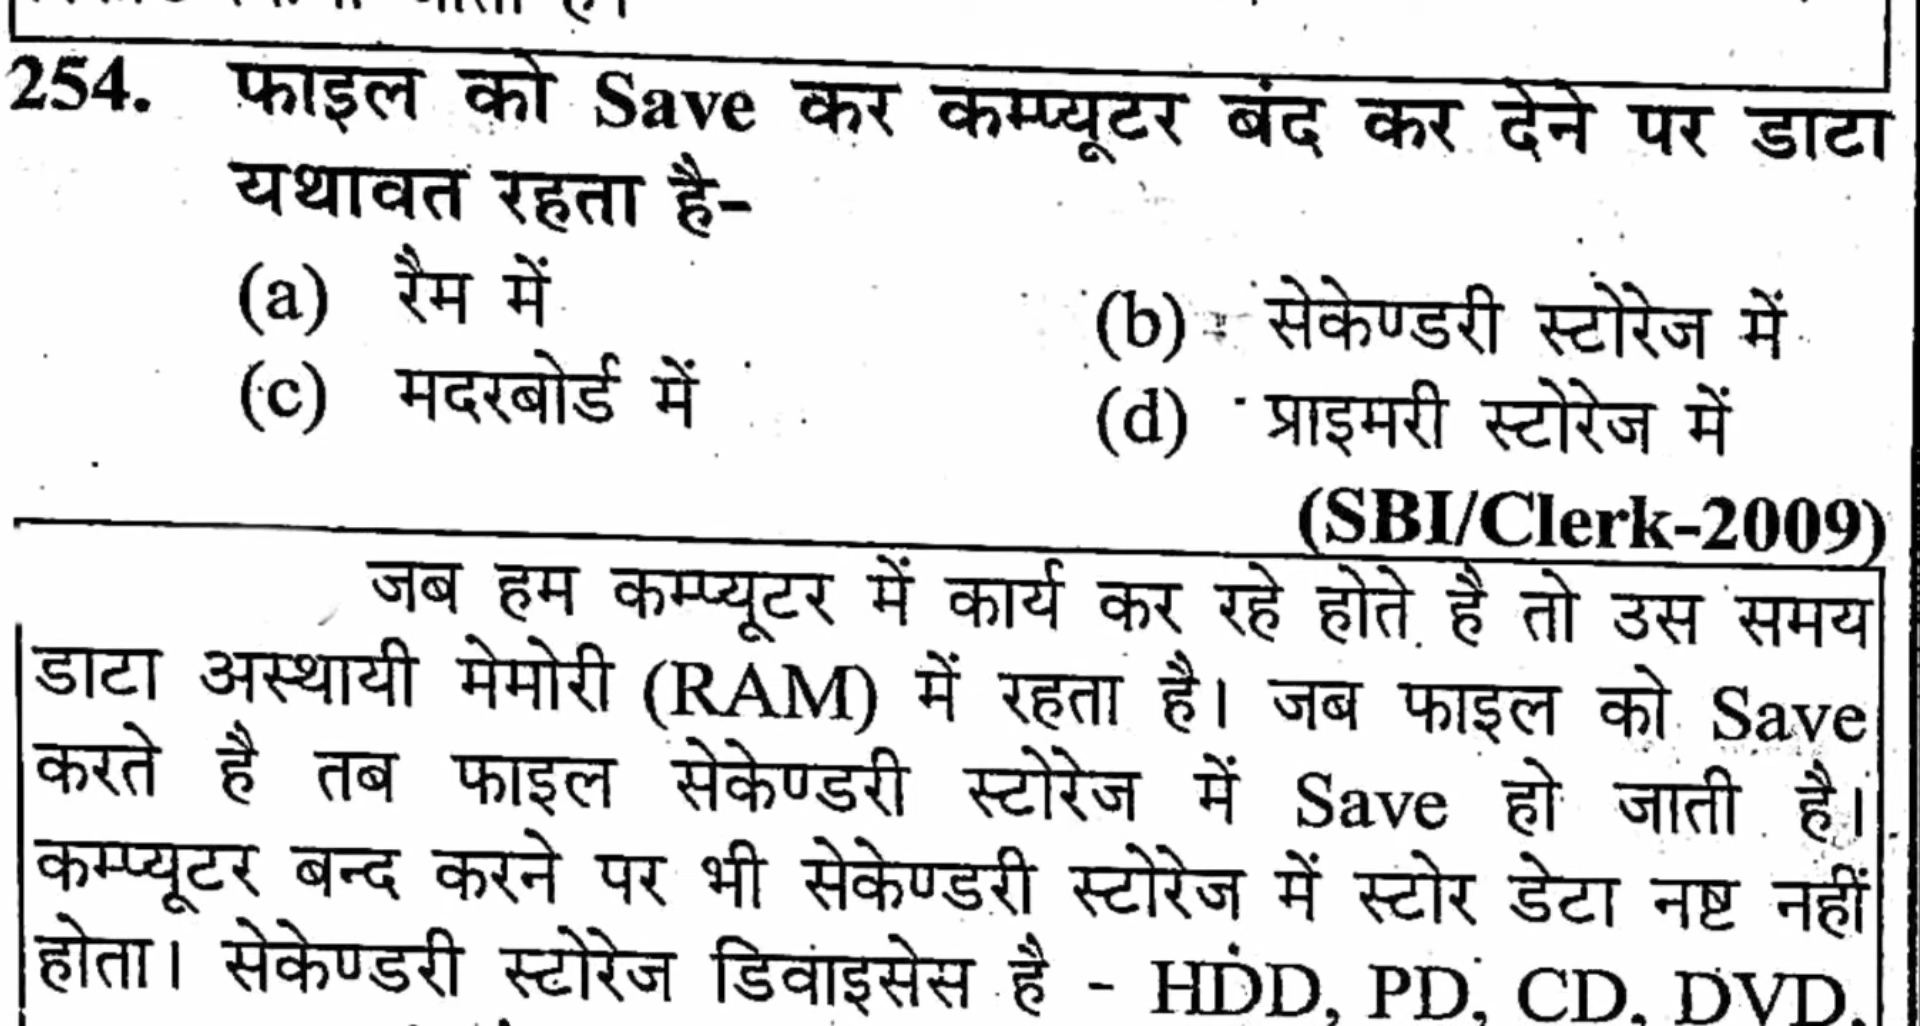 254. फाइल को Save कर कम्प्यूटर बंद कर देने पर डाटा
यथावत रहता है-
(a) रैम में
(b) सेकेण्डरी स्टोरेज में
(c) मदरबोर्ड में
(d) प्राइमरी स्टोरेज में
(SBI/Clerk-2009)
जब हम कम्प्यूटर में कार्य कर रहे होते है तो उस समय
डाटा अस्थायी मेमोरी (RAM) में रहता है। जब फाइल को Save
करते है तब फाइल सेकेण्डरी स्टोरेज में Save हो जाती है।
कम्प्यूटर बन्द करने पर भी सेकेण्डरी स्टोरेज में स्टोर डेटा नष्ट नहीं
होता। सेकेण्डरी स्टोरेज डिवाइसेस है - HDD, PD, CD, DVD,